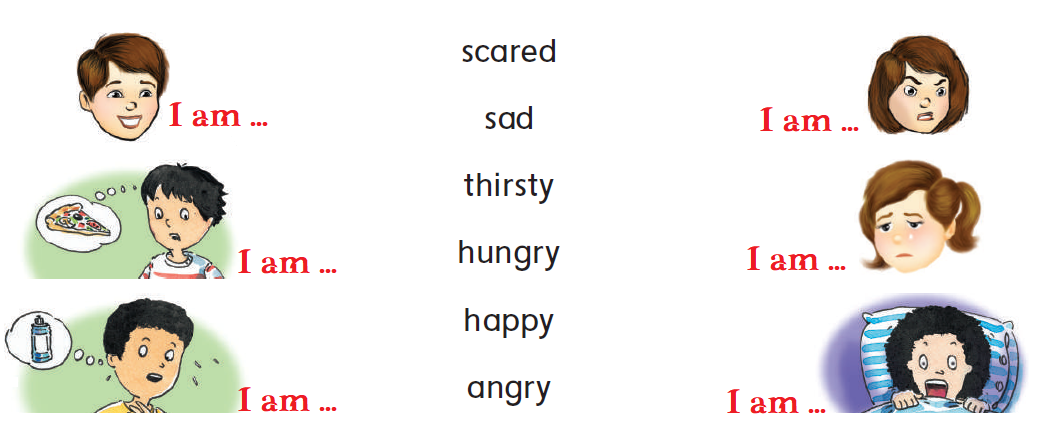 scared
I am ...
sad
I am ...
thirsty
hungry
I am ...
I am ...
happy
angry
I am ...
I am ...